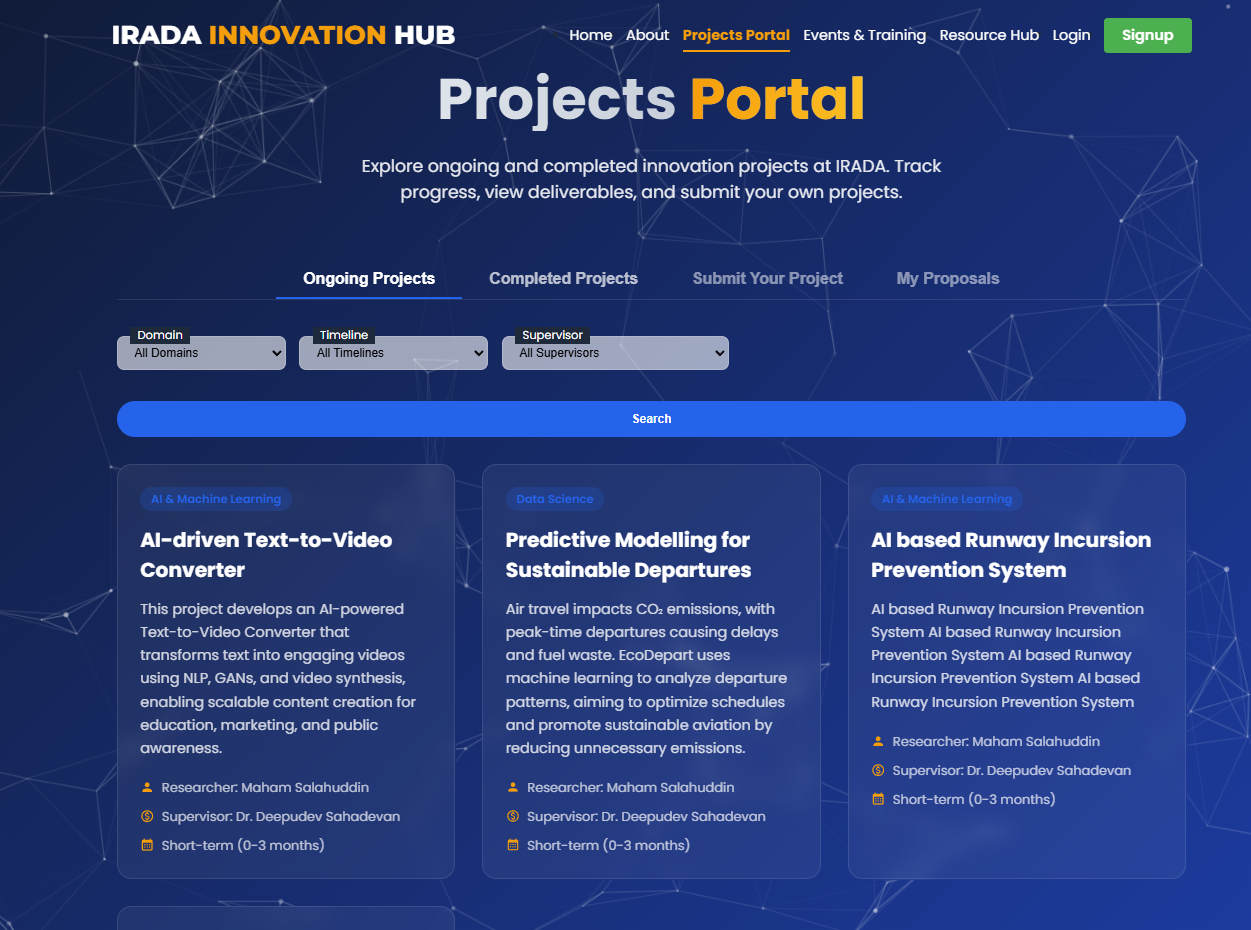 IRADA INNOVATION HUB
Home About Projects Portal Events & Training Resource Hub Login Signup
Projects Portal
Explore ongoing and completed innovation projects at IRADA. Track
progress, view deliverables, and submit your own projects.
Ongoing Projects Completed Projects Submit Your Project My Proposals
Domain
All Domains
Timeline
All Timelines
Supervisor
All Supervisors
Search
AI & Machine Learning
AI-driven Text-to-Video
Converter
This project develops an AI-powered
Text-to-Video Converter that
transforms text into engaging videos
using NLP, GANs, and video synthesis,
enabling scalable content creation for
education, marketing, and public
awareness.
Researcher: Maham Salahuddin
Supervisor: Dr. Deepudev Sahadevan
Short-term (0-3 months)
Data Science
Predictive Modelling for
Sustainable Departures
Air travel impacts CO₂ emissions, with
peak-time departures causing delays
and fuel waste. EcoDepart uses
machine learning to analyze departure
patterns, aiming to optimize schedules
and promote sustainable aviation by
reducing unnecessary emissions.
Researcher: Maham Salahuddin
Supervisor: Dr. Deepudev Sahadevan
Short-term (0-3 months)
AI & Machine Learning
AI based Runway Incursion
Prevention System
AI based Runway Incursion Prevention
System AI based Runway Incursion
Prevention System AI based Runway
Incursion Prevention System AI based
Runway Incursion Prevention System
Researcher: Maham Salahuddin
Supervisor: Dr. Deepudev Sahadevan
Short-term (0-3 months)